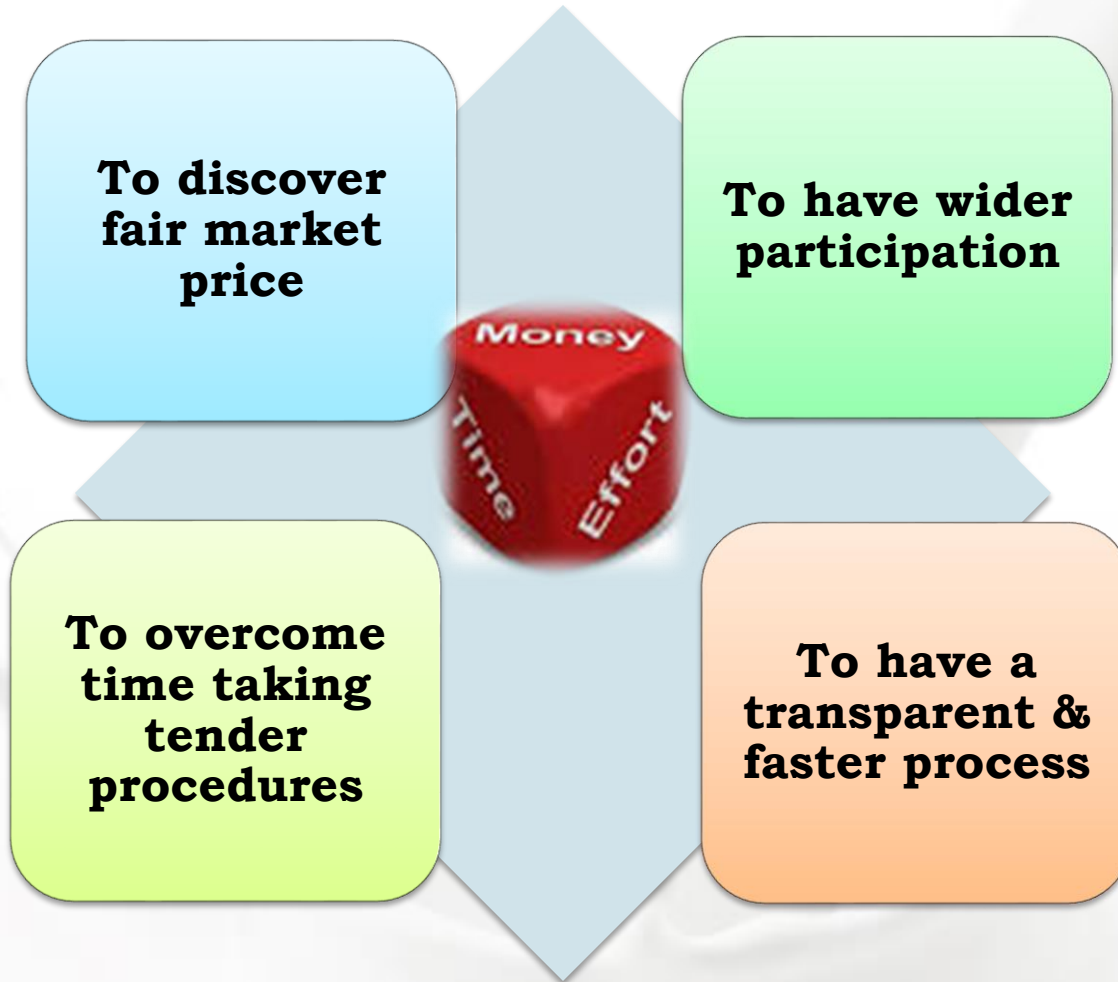 To discover
fair market
price
To have wider
participation
Money
Time
Effort
To overcome
time taking
tender
procedures
To have a
transparent &
faster process